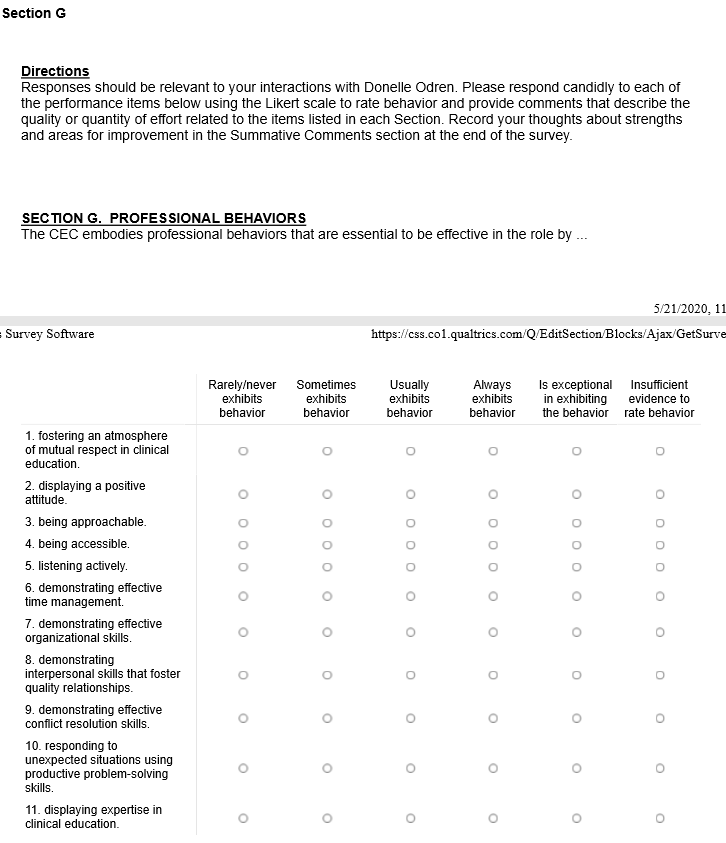 Section G
Directions
Responses should be relevant to your interactions with Donelle Odren. Please respond candidly to each of
the performance items below using the Likert scale to rate behavior and provide comments that describe the
quality or quantity of effort related to the items listed in each Section. Record your thoughts about strengths
and areas for improvement in the Summative Comments section at the end of the survey.
SECTION G.  PROFESSIONAL BEHAVIORS
The CEC embodies professional behaviors that are essential to be effective in the role by ...
5/21/2020, 11
s Survey Software
https://css.co1.qualtrics.com/Q/EditSection/Blocks/Ajax/GetSurve
Rarely/never Sometimes Usually Always Is exceptional Insufficient
exhibits exhibits exhibits exhibits in exhibiting evidence to
behavior behavior behavior behavior the behavior rate behavior
1. fostering an atmosphere
of mutual respect in clinical
education.
2. displaying a positive
attitude.
3. being approachable.
4. being accessible.
5. listening actively.
6. demonstrating effective
time management.
7. demonstrating effective
organizational skills.
8. demonstrating
interpersonal skills that foster
quality relationships.
9. demonstrating effective
conflict resolution skills.
10. responding to
unexpected situations using
productive problem-solving
skills.
11. displaying expertise in
clinical education.